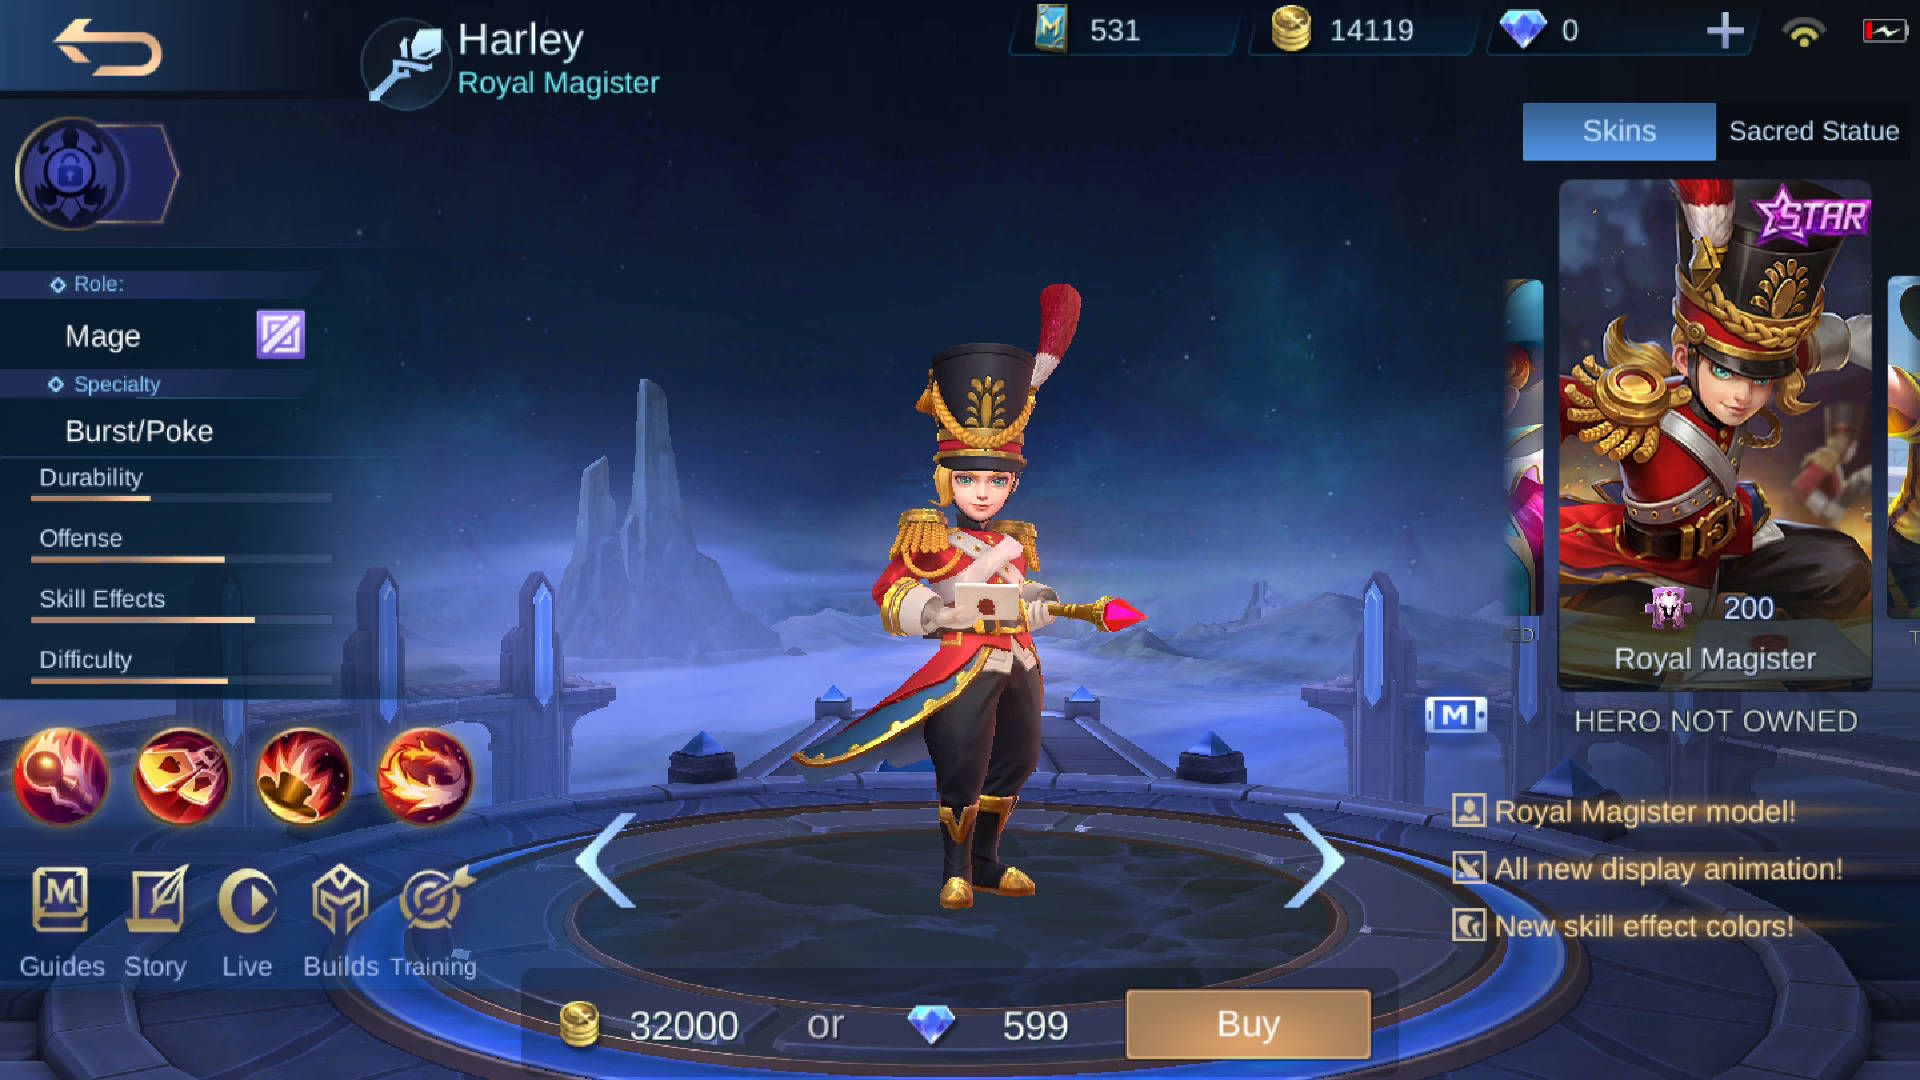 Harley
Royal Magister
531
14119
0
Skins
Sacred Statue
Role:
Mage
Specialty
Burst/Poke
Durability
Offense
Skill Effects
Difficulty
STAR
200
Royal Magister
HERO NOT OWNED
M
Royal Magister model!
All new display animation!
New skill effect colors!
Guides
Story
Live
Builds
Training
32000
or
599
Buy